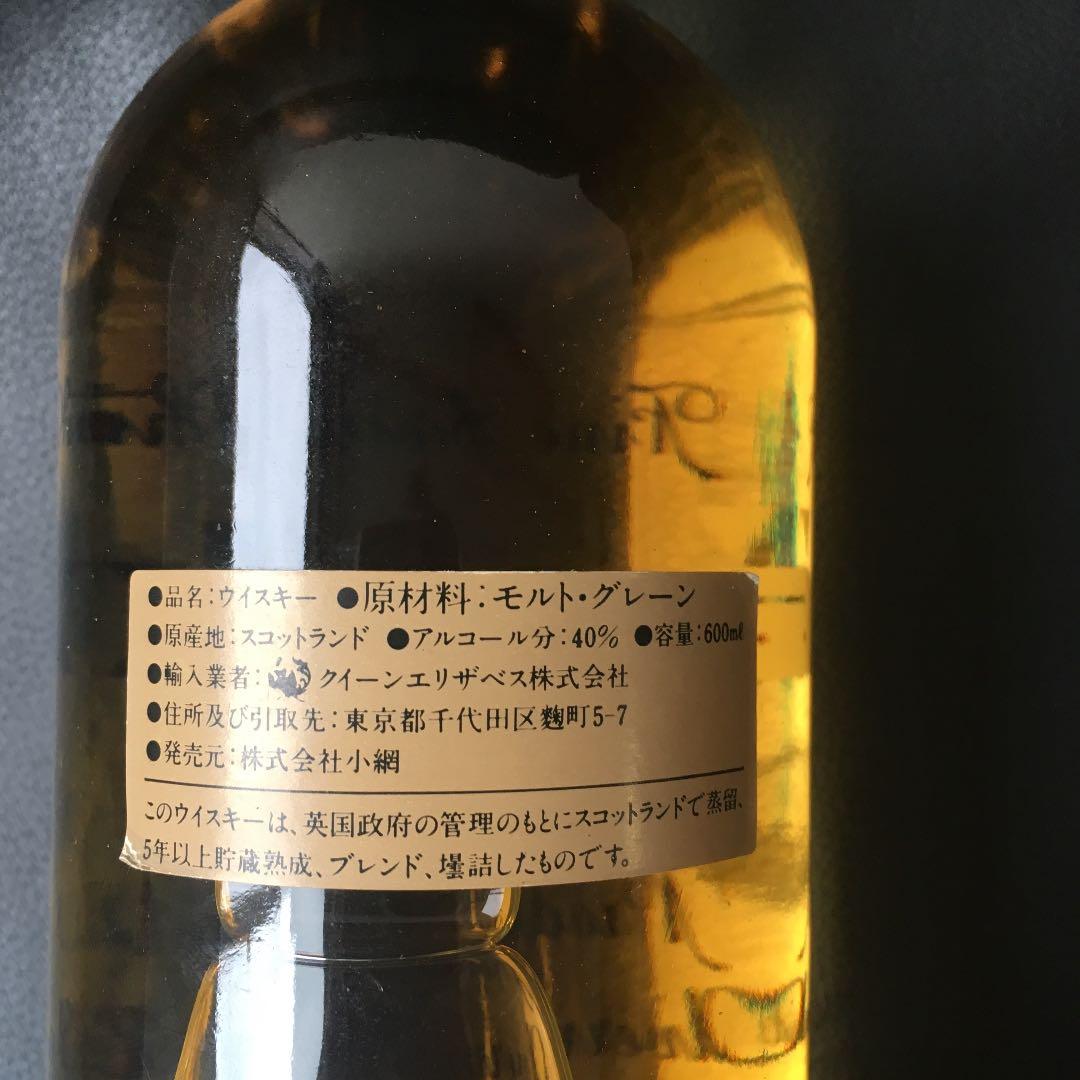 ●品名：ウイスキー ●原材料：モルト・グレーン
●原産地：スコットランド ●アルコール分：40% ●容量：600ml
●輸入業者： クイーンエリザベス株式会社
●住所及び引取先：東京都千代田区麴町5-7
●発売元：株式会社小網
このウイスキーは、英国政府の管理のもとにスコットランドで蒸留、
5年以上貯蔵熟成、ブレンド、壜詰したものです。